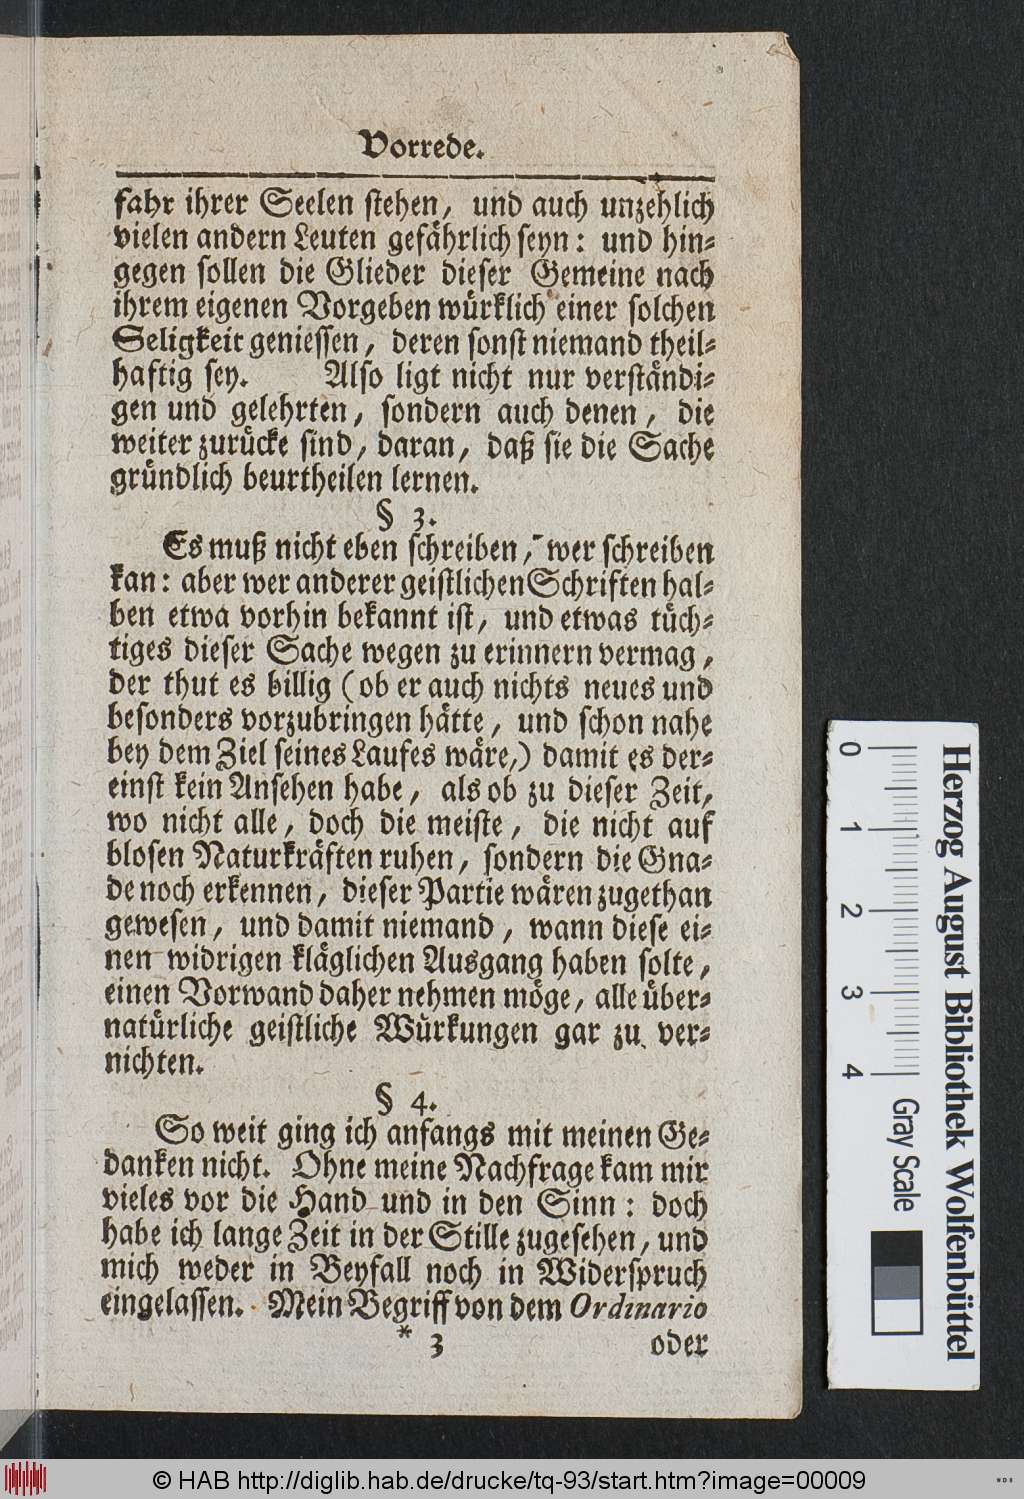 Vorrede.
fahr ihrer Seelen stehen, und auch unzehlich
vielen andern Leuten gefährlich seyn: und hin-
gegen sollen die Glieder dieser Gemeine nach
ihrem eigenen Vorgeben würklich einer solchen
Seligkeit geniessen, deren sonst niemand theil-
haftig sey. Also ligt nicht nur verständi-
gen und gelehrten, sondern auch denen, die
weiter zurücke sind, daran, daß sie die Sache
gründlich beurtheilen lernen.
§ 3.
Es muß nicht eben schreiben, wer schreiben
kan: aber wer anderer geistlichen Schriften hal-
ben etwa vorhin bekannt ist, und etwas tüch-
tiges dieser Sache wegen zu erinnern vermag,
der thut es billig (ob er auch nichts neues und
besonders vorzubringen hätte, und schon nahe
bey dem Ziel seines Laufes wäre,) damit es der-
einst kein Ansehen habe, als ob zu dieser Zeit,
wo nicht alle, doch die meiste, die nicht auf
blosen Naturkräften ruhen, sondern die Gna-
de noch erkennen, dieser Partie wären zugethan
gewesen, und damit niemand, wann diese ei-
nen widrigen kläglichen Ausgang haben solte,
einen Vorwand daher nehmen möge, alle über-
natürliche geistliche Würkungen gar zu ver-
nichten.
§ 4.
So weit ging ich anfangs mit meinen Ge-
danken nicht. Ohne meine Nachfrage kam mir
vieles vor die Hand und in den Sinn: doch
habe ich lange Zeit in der Stille zugesehen, und
mich weder in Beyfall noch in Widerspruch
eingelassen. Mein Begriff von dem Ordinario
* 3 oder
0 1 2 3 4 Gray Scale
Herzog August Bibliothek Wolfenbüttel
© HAB http://diglib.hab.de/drucke/tq-93/start.htm?image=00009